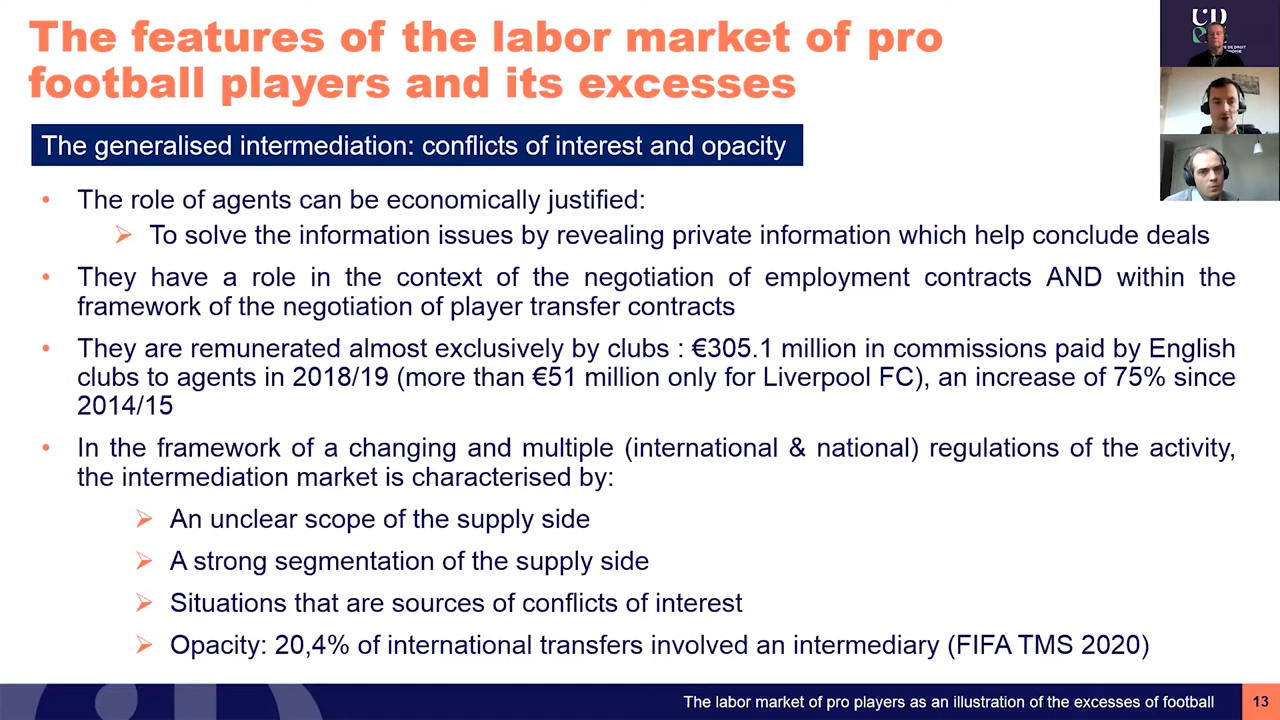 The features of the labor market of pro
football players and its excesses
The generalised intermediation: conflicts of interest and opacity
• The role of agents can be economically justified:
➢ To solve the information issues by revealing private information which help conclude deals
• They have a role in the context of the negotiation of employment contracts AND within the
framework of the negotiation of player transfer contracts
• They are remunerated almost exclusively by clubs : €305.1 million in commissions paid by English
clubs to agents in 2018/19 (more than €51 million only for Liverpool FC), an increase of 75% since
2014/15
• In the framework of a changing and multiple (international & national) regulations of the activity,
the intermediation market is characterised by:
➢ An unclear scope of the supply side
➢ A strong segmentation of the supply side
➢ Situations that are sources of conflicts of interest
➢ Opacity: 20,4% of international transfers involved an intermediary (FIFA TMS 2020)
The labor market of pro players as an illustration of the excesses of football
13
DE DROIT